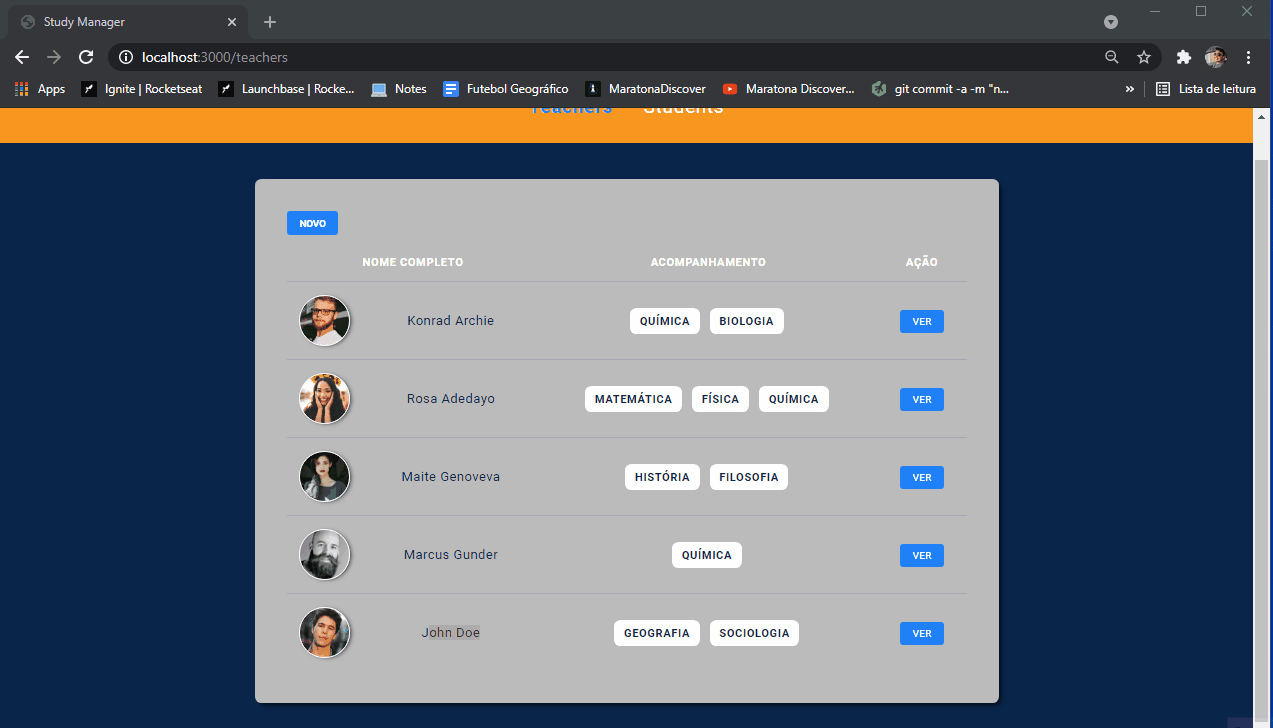 Study Manager
localhost:3000/teachers
Apps Ignite | Rocketseat Launchbase | Rocke... Notes Futebol Geográfico MaratonaDiscover Maratona Discover... git commit -a -m "n... » Lista de leitura
Teachers Students
NOVO
NOME COMPLETO ACOMPANHAMENTO AÇÃO
Konrad Archie QUÍMICA BIOLOGIA VER
Rosa Adedayo MATEMÁTICA FÍSICA QUÍMICA VER
Maite Genoveva HISTÓRIA FILOSOFIA VER
Marcus Gunder QUÍMICA VER
John Doe GEOGRAFIA SOCIOLOGIA VER